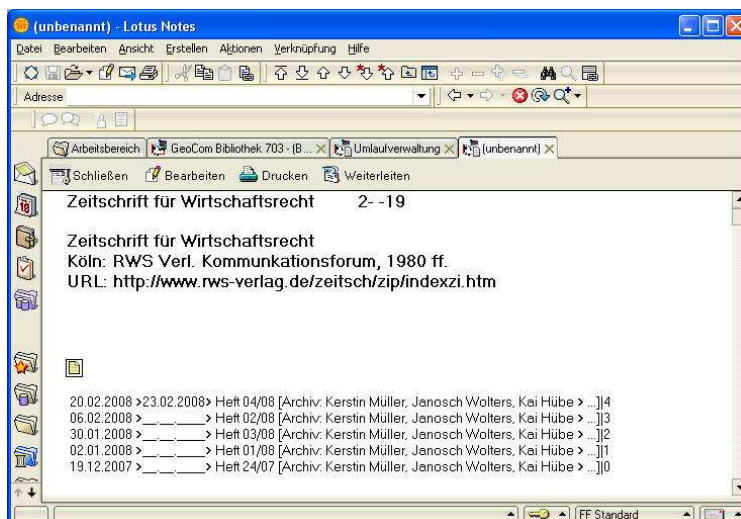 (unbenannt) - Lotus Notes
Datei Bearbeiten Ansicht Erstellen Aktionen Verknüpfung Hilfe
Adresse
Arbeitsbereich GeoCom Bibliothek 703 - (B... Umlaufverwaltung (unbenannt)
Schließen Bearbeiten Drucken Weiterleiten
Zeitschrift für Wirtschaftsrecht 2- -19
Zeitschrift für Wirtschaftsrecht
Köln: RWS Verl. Kommunkationsforum, 1980 ff.
URL: http://www.rws-verlag.de/zeitsch/zip/indexzi.htm
20.02.2008 >23.02.2008> Heft 04/08 [Archiv: Kerstin Müller, Janosch Wolters, Kai Hübe > ...]|4
06.02.2008 >__.__.____> Heft 02/08 [Archiv: Kerstin Müller, Janosch Wolters, Kai Hübe > ...]|3
30.01.2008 >__.__.____> Heft 03/08 [Archiv: Kerstin Müller, Janosch Wolters, Kai Hübe > ...]|2
02.01.2008 >__.__.____> Heft 01/08 [Archiv: Kerstin Müller, Janosch Wolters, Kai Hübe > ...]|1
19.12.2007 >__.__.____> Heft 24/07 [Archiv: Kerstin Müller, Janosch Wolters, Kai Hübe > ...]|0
FF Standard